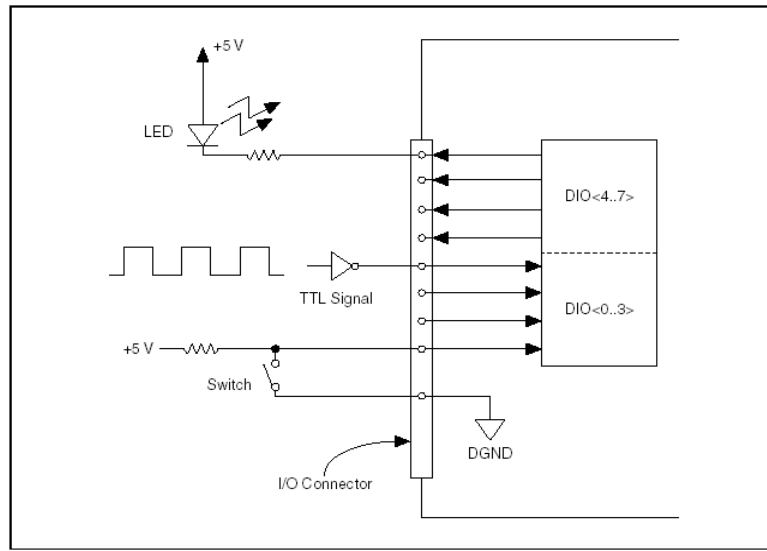 +5 V
LED
DIO<4..7>
TTL Signal
DIO<0..3>
+5 V
Switch
DGND
I/O Connector